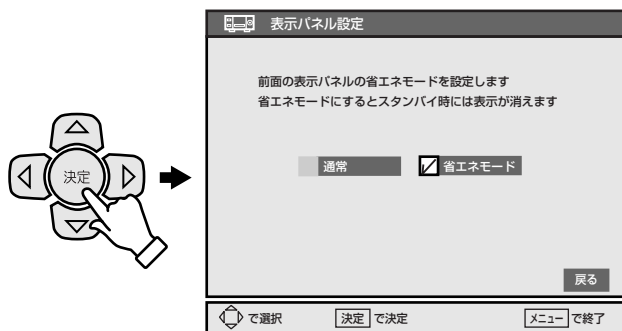 表示パネル設定
前面の表示パネルの省エネモードを設定します
省エネモードにするとスタンバイ時には表示が消えます
決定
通常
省エネモード
戻る
で選択
決定 で決定
メニュー で終了